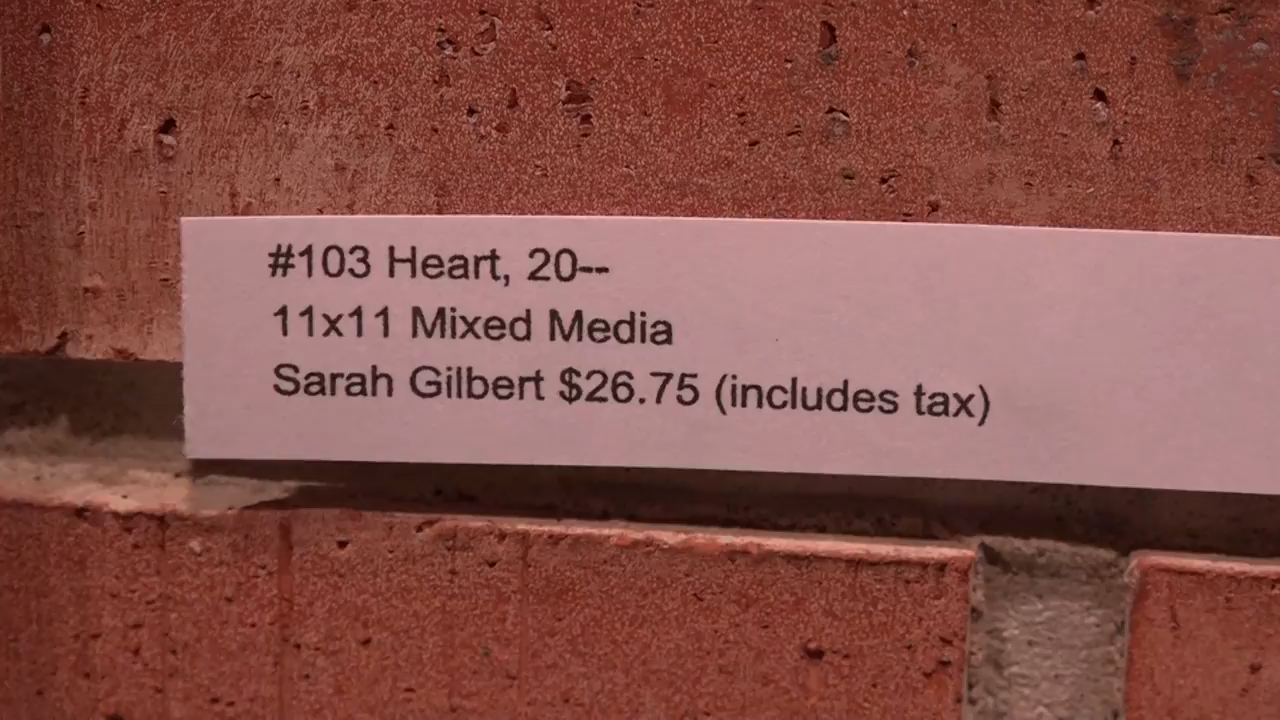 #103 Heart, 20--
11x11 Mixed Media
Sarah Gilbert $26.75 (includes tax)